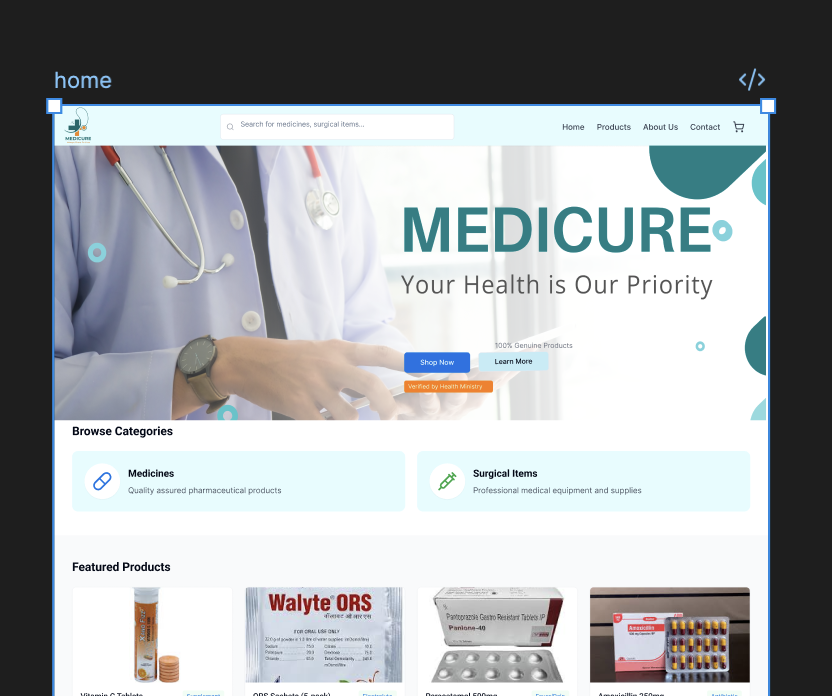 home
</>
MEDICURE
Search for medicines, surgical items...
Home
Products
About Us
Contact
MEDICURE
Your Health is Our Priority
100% Genuine Products
Shop Now
Learn More
Verified by Health Ministry
Browse Categories
Medicines
Quality assured pharmaceutical products
Surgical Items
Professional medical equipment and supplies
Featured Products
Walyte® ORS
FOR ORAL USE ONLY
Pantoprazole Gastro Resistant Tablets IP
Amoxicillin
Vitamin C Tablets
Supplement
ORS Sachets (5-pack)
Electrolyte
Paracetamol 500mg
Fever/Pain
Amoxicillin 250mg
Antibiotic